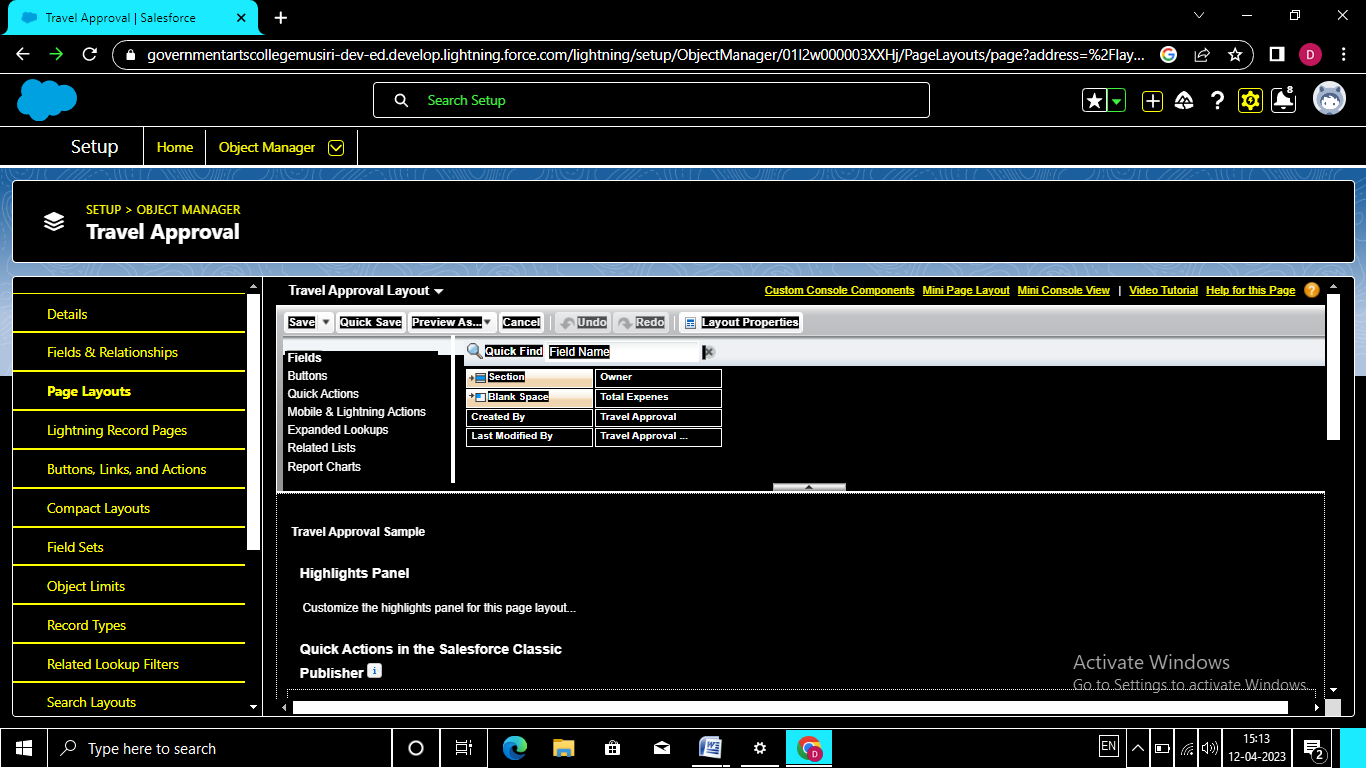 Travel Approval | Salesforce
governmentartscollegemusiri-dev-ed.develop.lightning.force.com/lightning/setup/ObjectManager/01I2w000003XXHj/PageLayouts/page?address=%2Flay...
D
Search Setup
8
Setup
Home
Object Manager
SETUP > OBJECT MANAGER
Travel Approval
Details
Fields & Relationships
Page Layouts
Lightning Record Pages
Buttons, Links, and Actions
Compact Layouts
Field Sets
Object Limits
Record Types
Related Lookup Filters
Search Layouts
Travel Approval Layout
Custom Console Components Mini Page Layout Mini Console View | Video Tutorial Help for this Page ?
Save Quick Save Preview As... Cancel Undo Redo Layout Properties
Fields
Buttons
Quick Actions
Mobile & Lightning Actions
Expanded Lookups
Related Lists
Report Charts
Quick Find Field Name
Section Owner
Blank Space Total Expenes
Created By Travel Approval
Last Modified By Travel Approval ...
Travel Approval Sample
Highlights Panel
Customize the highlights panel for this page layout...
Quick Actions in the Salesforce Classic
Publisher i
Activate Windows
Go to Settings to activate Windows.
Type here to search
D
EN
15:13
12-04-2023
2